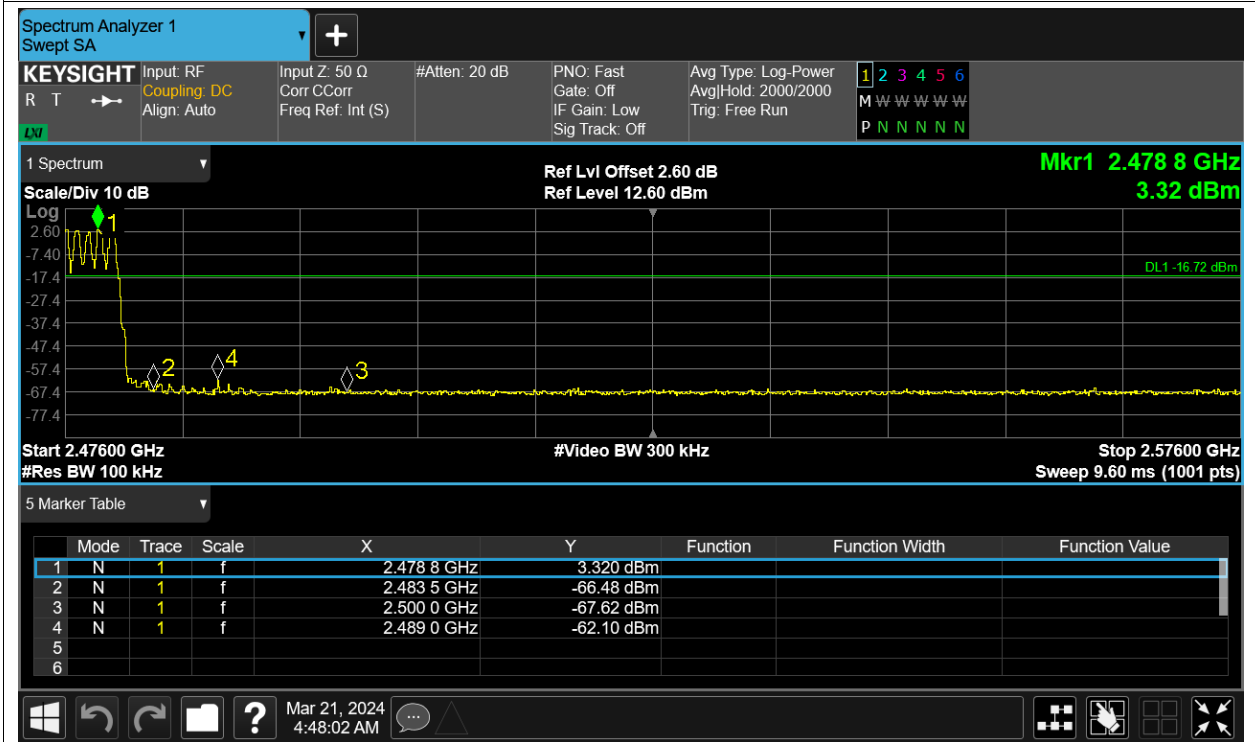 Spectrum Analyzer 1
Swept SA
+
KEYSIGHT
R T
LXI
Input: RF
Coupling: DC
Align: Auto
Input Z: 50 Ω
Corr CCorr
Freq Ref: Int (S)
#Atten: 20 dB
PNO: Fast
Gate: Off
IF Gain: Low
Sig Track: Off
Avg Type: Log-Power
Avg|Hold: 2000/2000
Trig: Free Run
1 2 3 4 5 6
M W W W W W
P N N N N N
1 Spectrum
Scale/Div 10 dB
Ref Lvl Offset 2.60 dB
Ref Level 12.60 dBm
Mkr1 2.478 8 GHz
3.32 dBm
Log
2.60
-7.40
-17.4
-27.4
-37.4
-47.4
-57.4
-67.4
-77.4
1
2
4
3
DL1 -16.72 dBm
Start 2.47600 GHz
#Res BW 100 kHz
#Video BW 300 kHz
Stop 2.57600 GHz
Sweep 9.60 ms (1001 pts)
5 Marker Table
Mode Trace Scale X Y Function Function Width Function Value
1 N 1 f 2.478 8 GHz 3.320 dBm
2 N 1 f 2.483 5 GHz -66.48 dBm
3 N 1 f 2.500 0 GHz -67.62 dBm
4 N 1 f 2.489 0 GHz -62.10 dBm
5
6
?
Mar 21, 2024
4:48:02 AM